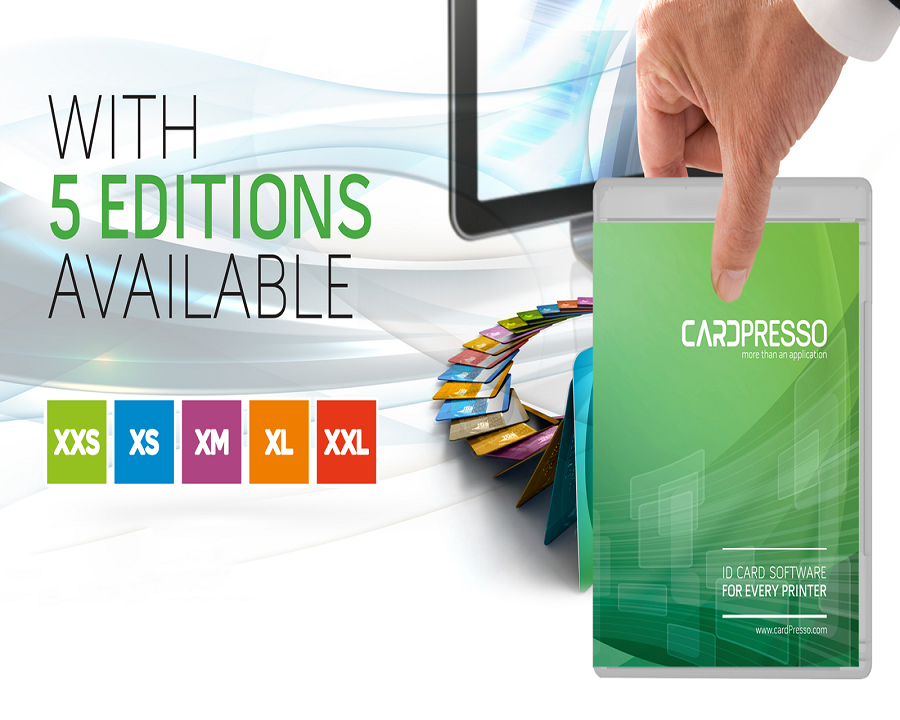 WITH
5 EDITIONS
AVAILABLE
XXS XS XM XL XXL
CARDPRESSO
more than an application
ID CARD SOFTWARE
FOR EVERY PRINTER
www.cardPresso.com